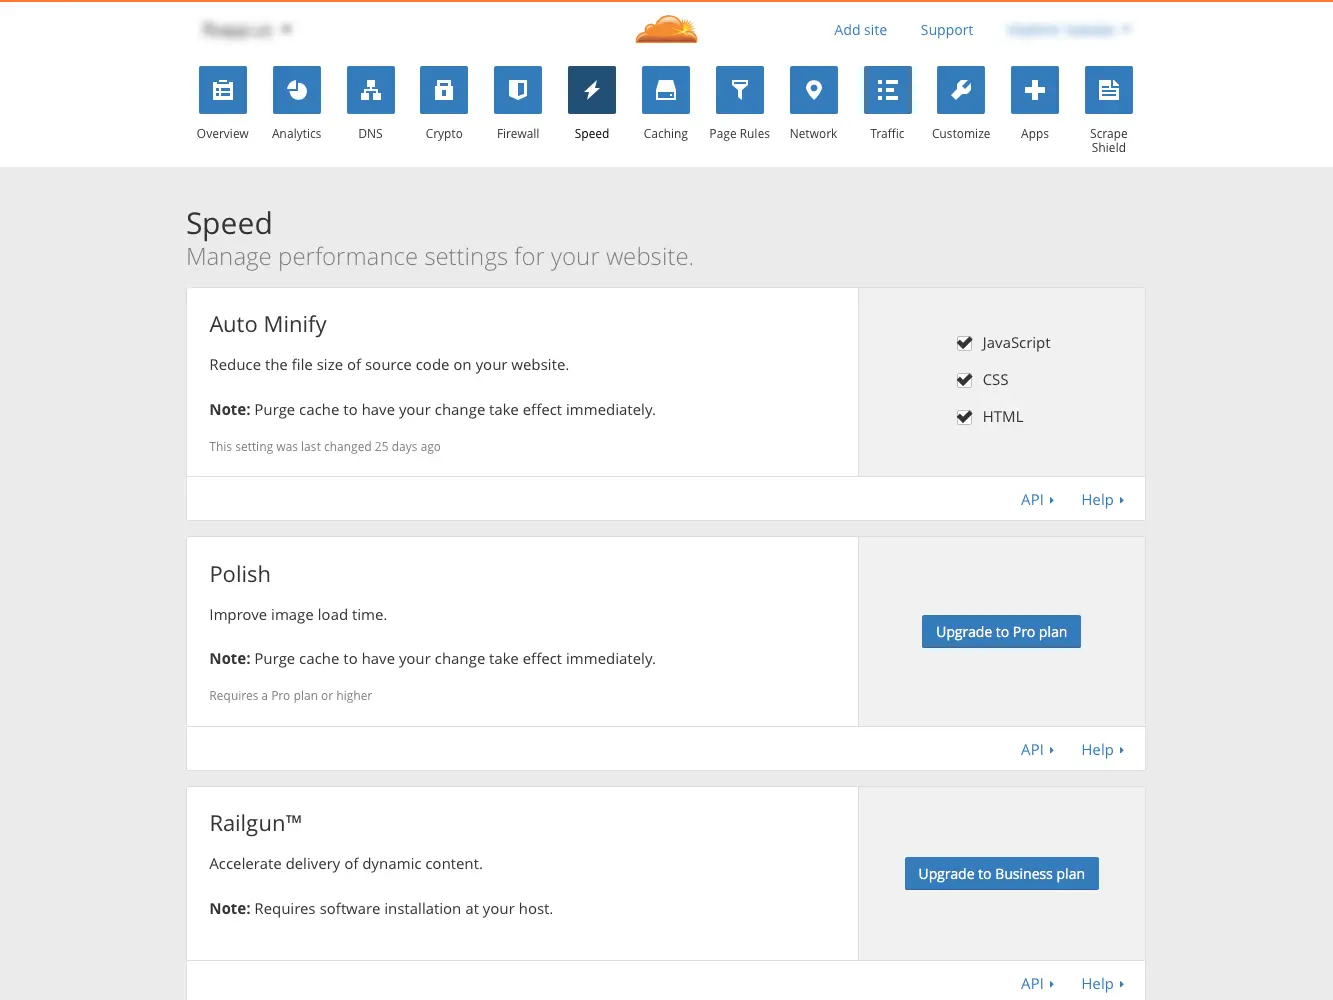 Add site
Support
Overview
Analytics
DNS
Crypto
Firewall
Speed
Caching
Page Rules
Network
Traffic
Customize
Apps
Scrape
Shield
Speed
Manage performance settings for your website.
Auto Minify
Reduce the file size of source code on your website.
Note: Purge cache to have your change take effect immediately.
This setting was last changed 25 days ago
JavaScript
CSS
HTML
API
Help
Polish
Improve image load time.
Note: Purge cache to have your change take effect immediately.
Requires a Pro plan or higher
Upgrade to Pro plan
API
Help
Railgun™
Accelerate delivery of dynamic content.
Note: Requires software installation at your host.
Upgrade to Business plan
API
Help